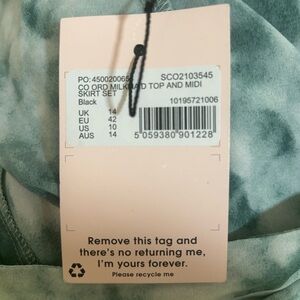 PO:450020065 SCO2103545
CO ORD MILKMAID TOP AND MIDI
SKIRT SET
Black 10195721006
UK 14
EU 42
US 10
AUS 14
5 059380 901228
Remove this tag and
there's no returning me,
I'm yours forever.
Please recycle me